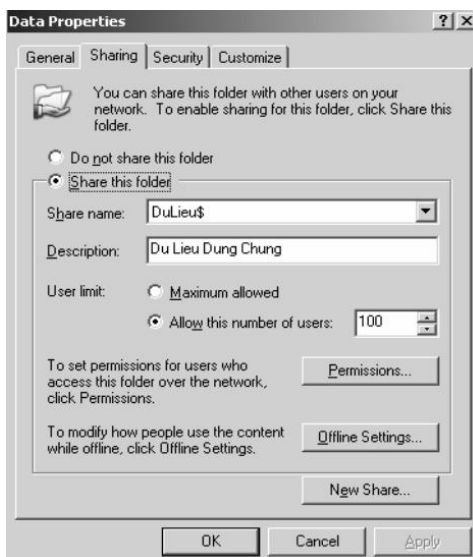 Data Properties
General Sharing Security Customize
You can share this folder with other users on your
network. To enable sharing for this folder, click Share this
folder.
Do not share this folder
Share this folder
Share name: DuLieu$
Description: Du Lieu Dung Chung
User limit: Maximum allowed
Allow this number of users: 100
To set permissions for users who
access this folder over the network,
click Permissions.
Permissions...
To modify how people use the content
while offline, click Offline Settings.
Offline Settings...
New Share...
OK Cancel Apply